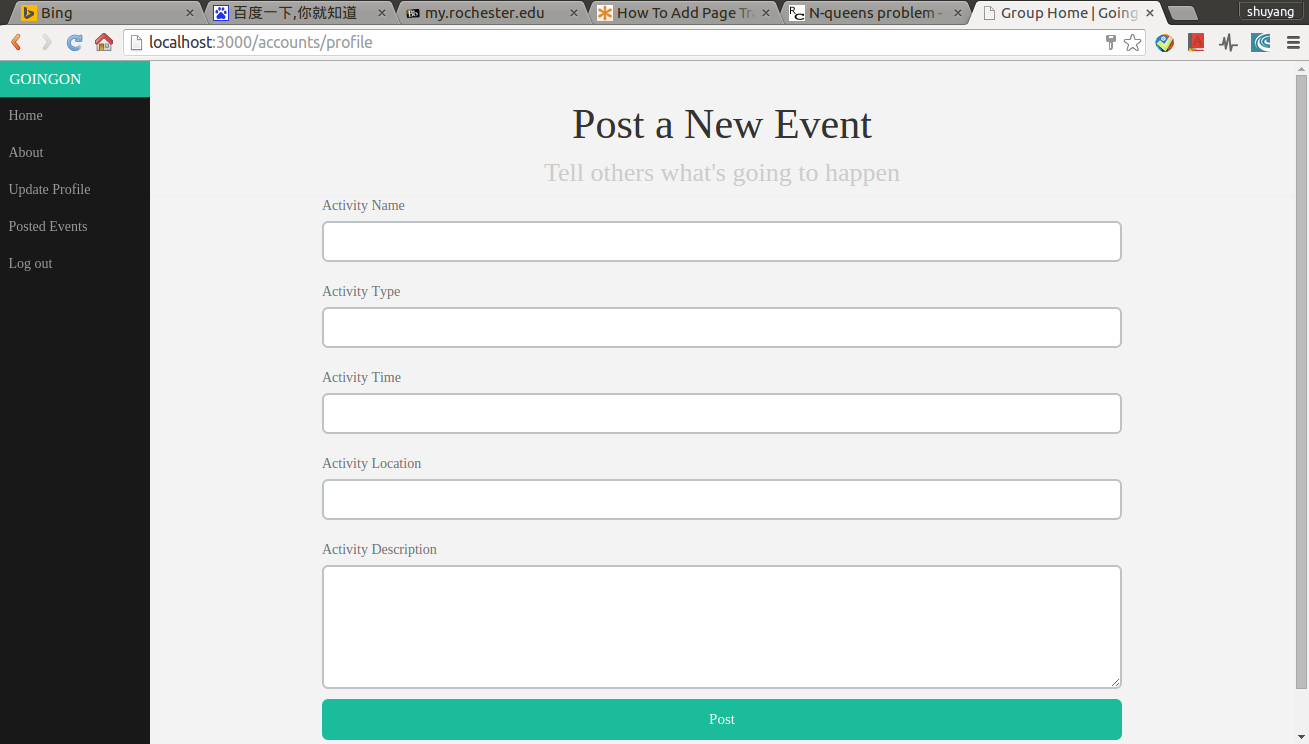 Bing
百度一下,你就知道
my.rochester.edu
How To Add Page Tr
N-queens problem -
Group Home | Going
shuyang
localhost:3000/accounts/profile
GOINGON
Home
About
Update Profile
Posted Events
Log out
Post a New Event
Tell others what's going to happen
Activity Name
Activity Type
Activity Time
Activity Location
Activity Description
Post